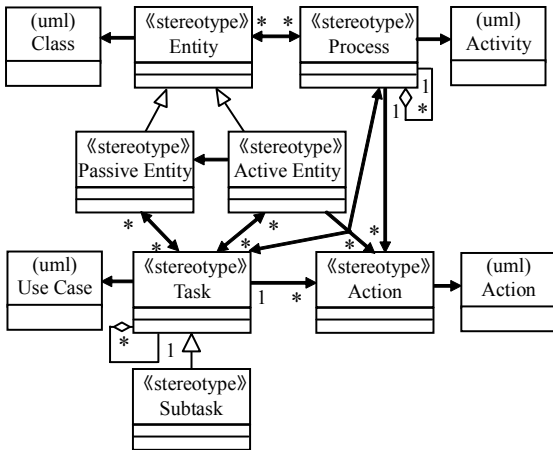 (uml)
Class
《stereotype》
Entity
* *
《stereotype》
Process
(uml)
Activity
1
1 *
《stereotype》
Passive Entity
《stereotype》
Active Entity
* * * * * *
(uml)
Use Case
《stereotype》
Task
1 *
《stereotype》
Action
(uml)
Action
* 1
《stereotype》
Subtask